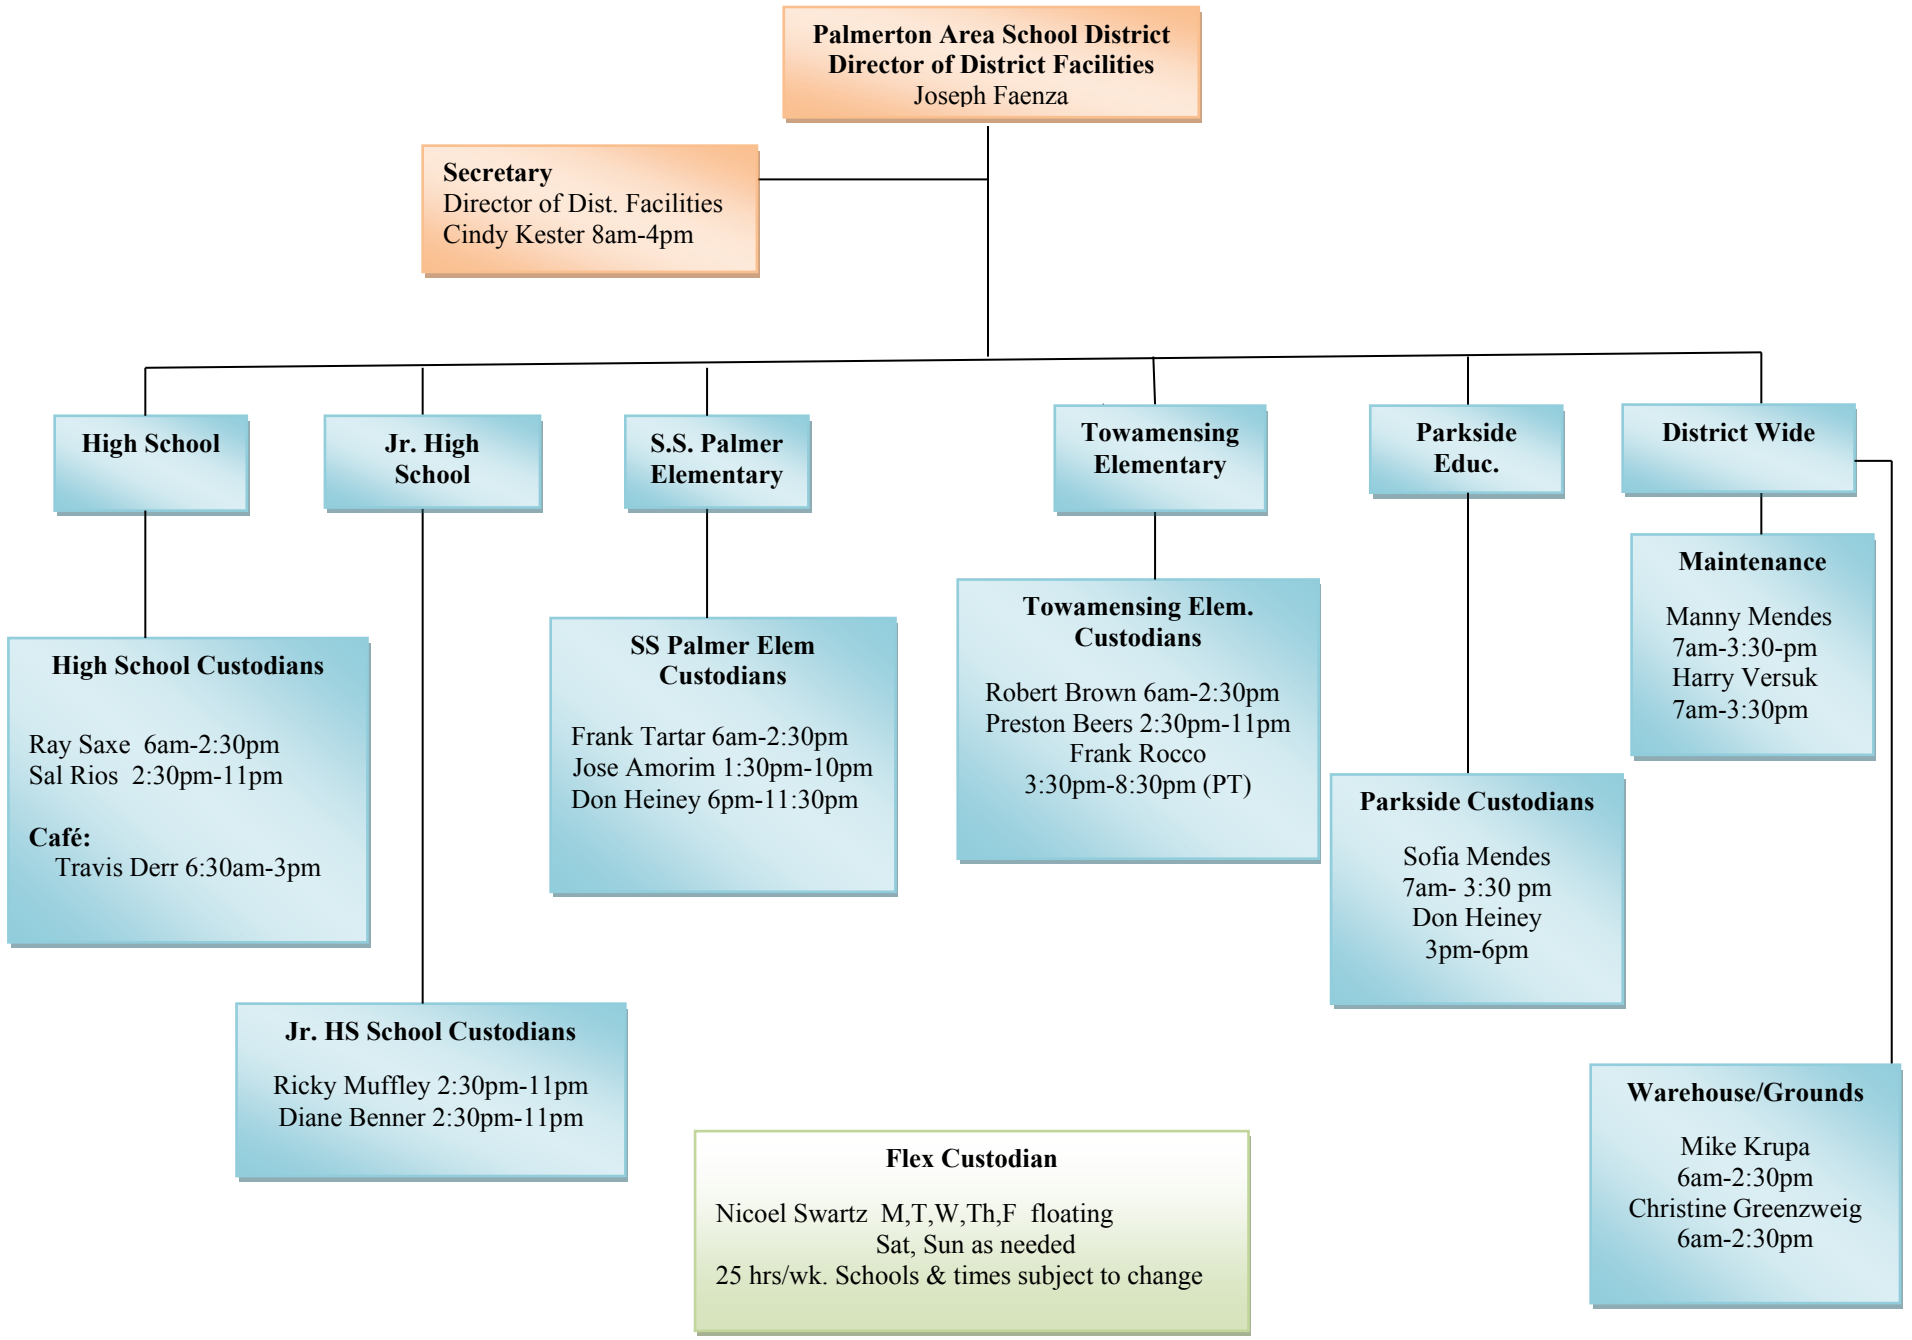 Palmerton Area School District
Director of District Facilities
Joseph Faenza
Secretary
Director of Dist. Facilities
Cindy Kester 8am-4pm
High School
Jr. High
School
S.S. Palmer
Elementary
Towamensing
Elementary
Parkside
Educ.
District Wide
High School Custodians
Ray Saxe  6am-2:30pm
Sal Rios  2:30pm-11pm
Café:
Travis Derr 6:30am-3pm
Jr. HS School Custodians
Ricky Muffley 2:30pm-11pm
Diane Benner 2:30pm-11pm
SS Palmer Elem
Custodians
Frank Tartar 6am-2:30pm
Jose Amorim 1:30pm-10pm
Don Heiney 6pm-11:30pm
Towamensing Elem.
Custodians
Robert Brown 6am-2:30pm
Preston Beers 2:30pm-11pm
Frank Rocco
3:30pm-8:30pm (PT)
Parkside Custodians
Sofia Mendes
7am- 3:30 pm
Don Heiney
3pm-6pm
Maintenance
Manny Mendes
7am-3:30-pm
Harry Versuk
7am-3:30pm
Warehouse/Grounds
Mike Krupa
6am-2:30pm
Christine Greenzweig
6am-2:30pm
Flex Custodian
Nicoel Swartz  M,T,W,Th,F  floating
Sat, Sun as needed
25 hrs/wk. Schools & times subject to change